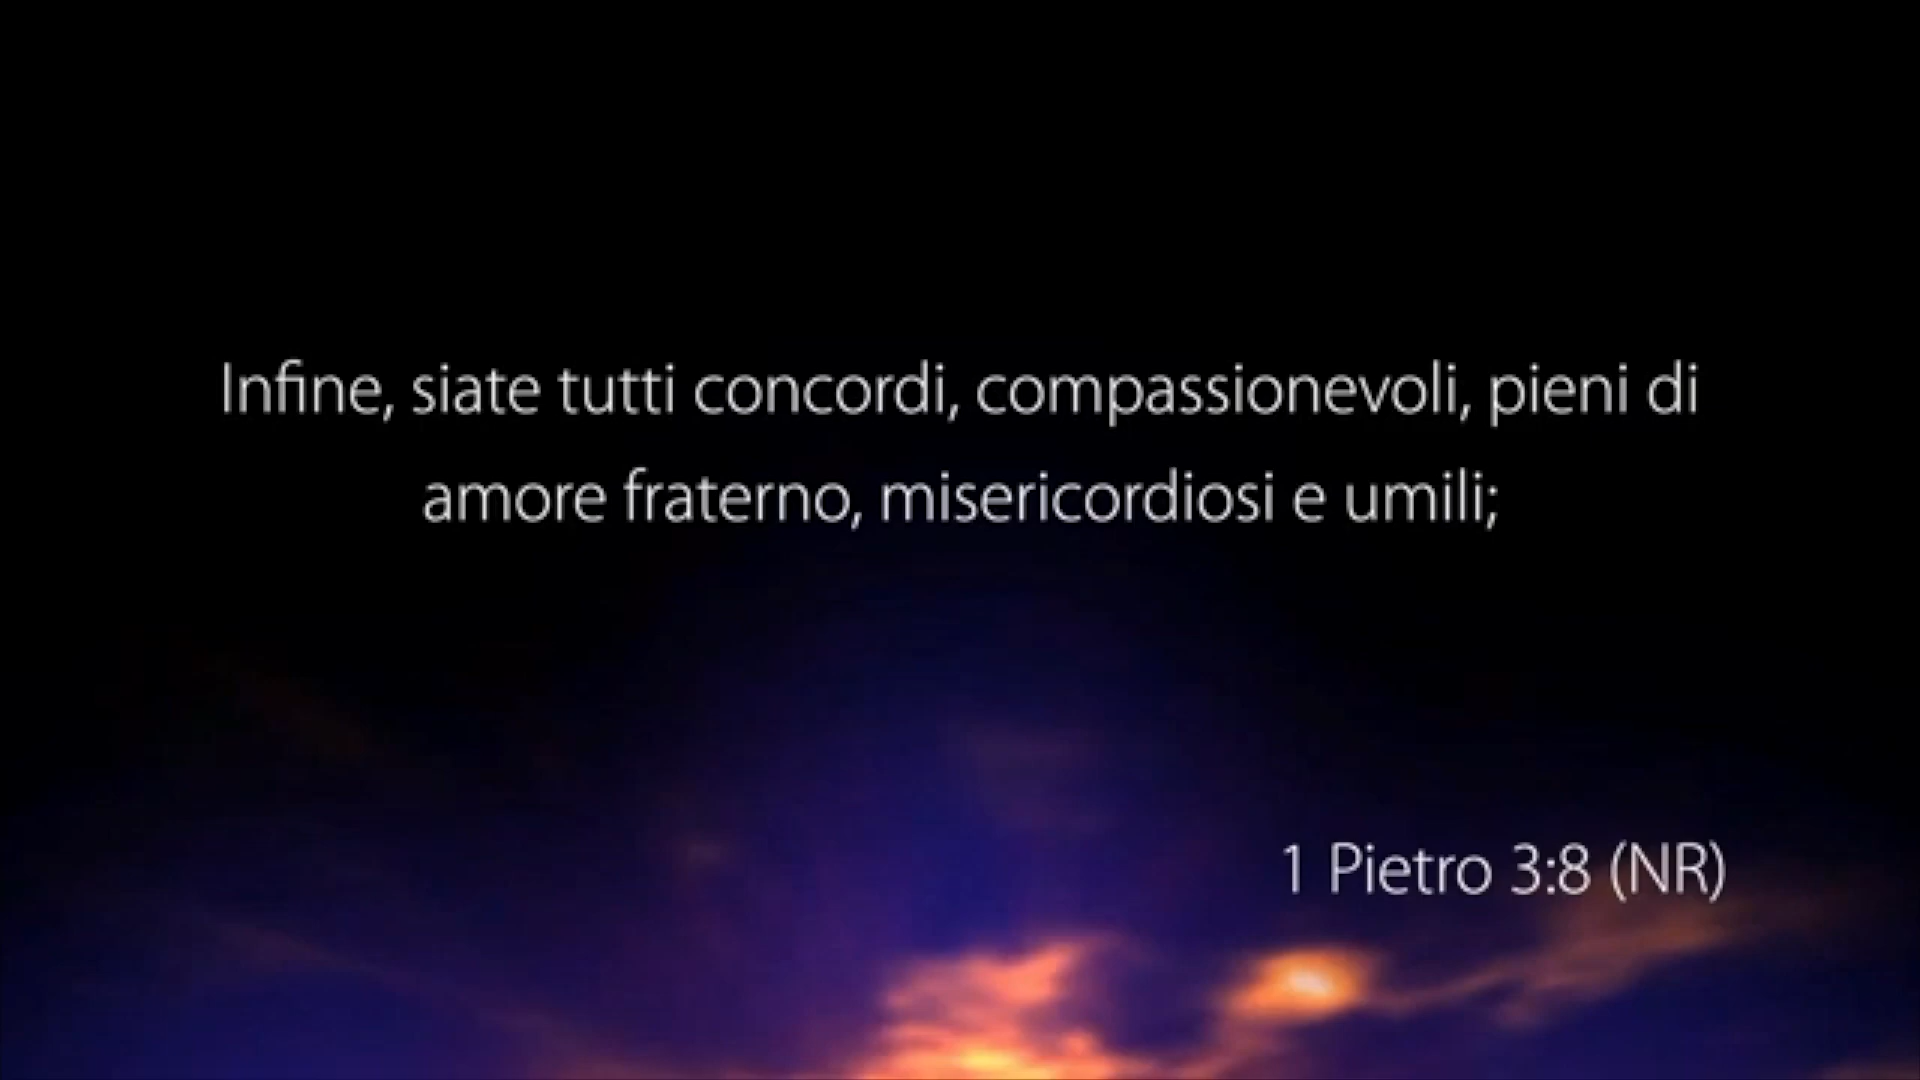 Infine, siate tutti concordi, compassionevoli, pieni di
amore fraterno, misericordiosi e umili;
1 Pietro 3:8 (NR)